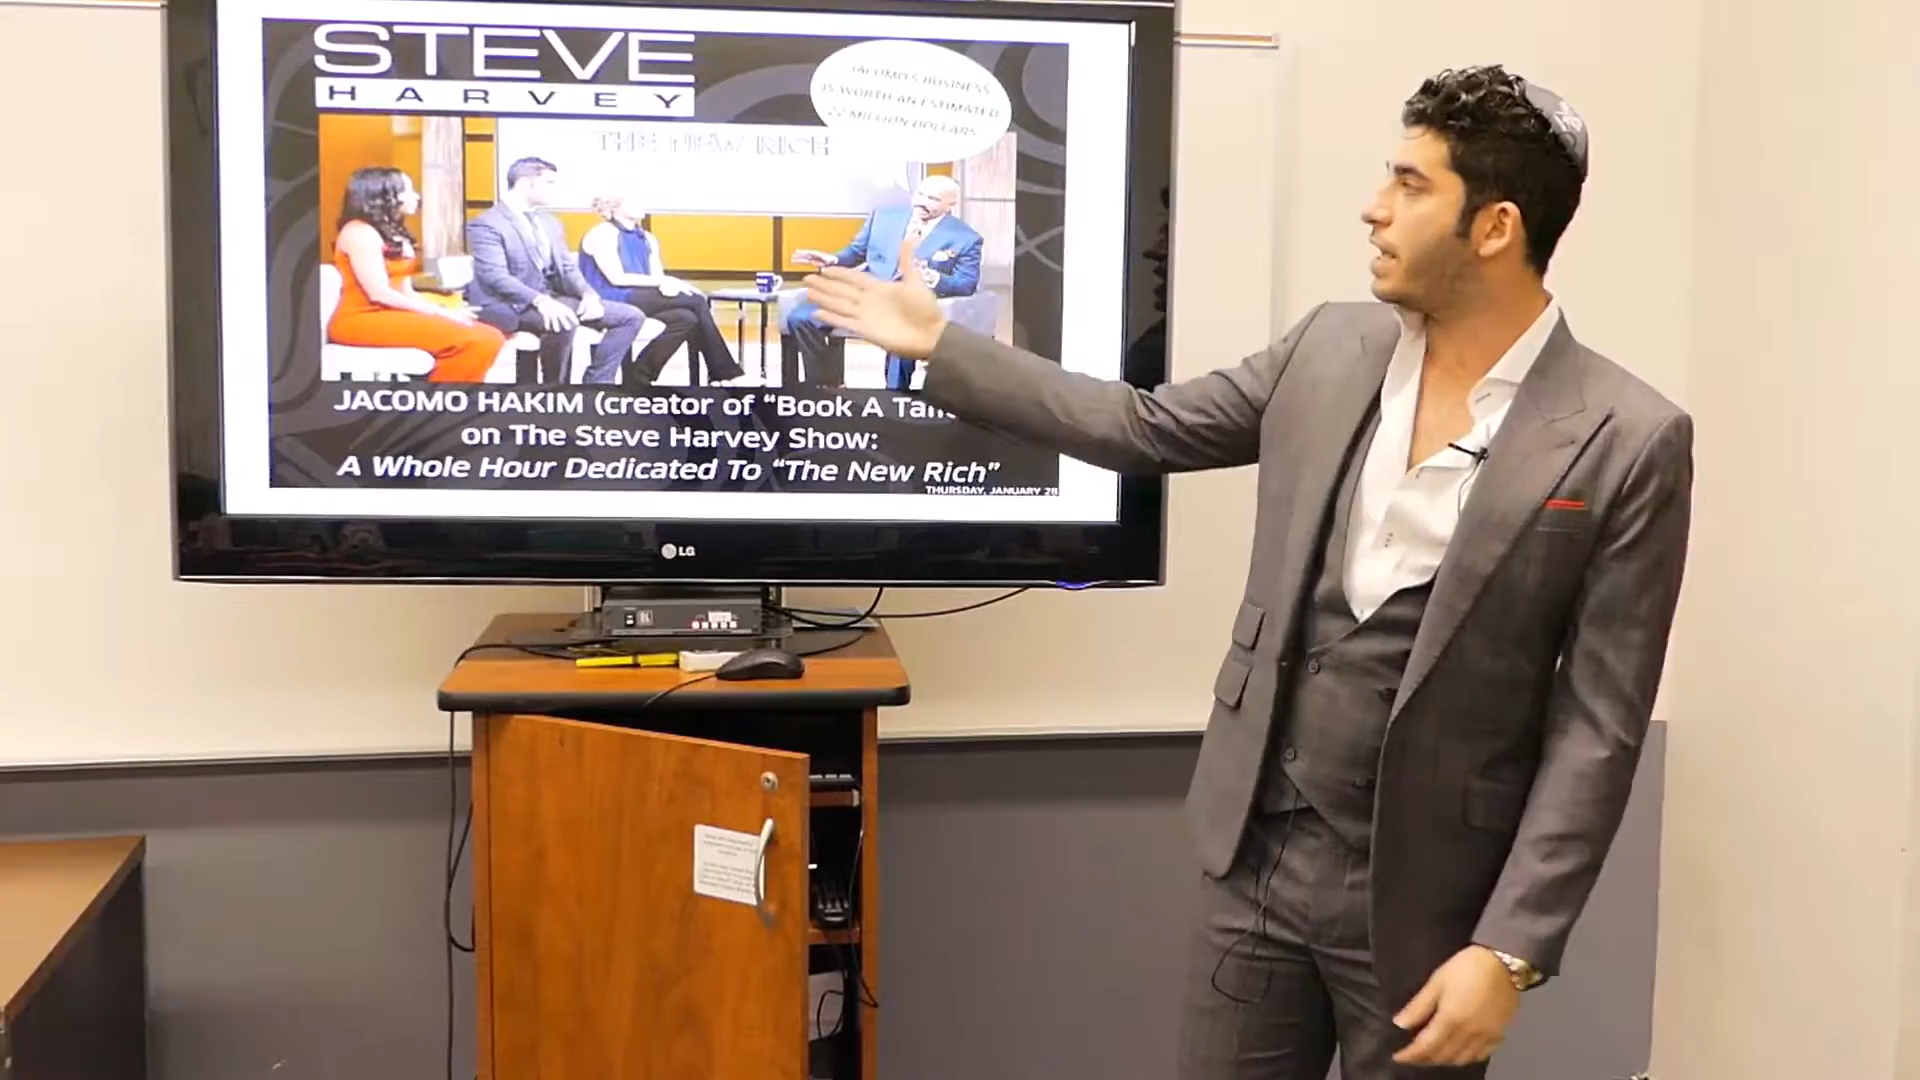 STEVE
HARVEY
JACOMO'S BUSINESS
IS WORTH AN ESTIMATED
22 MILLION DOLLARS
THE NEW RICH
JACOMO HAKIM (creator of “Book A
on The Steve Harvey Show:
A Whole Hour Dedicated To “The New Rich”
THURSDAY, JANUARY 28
LG